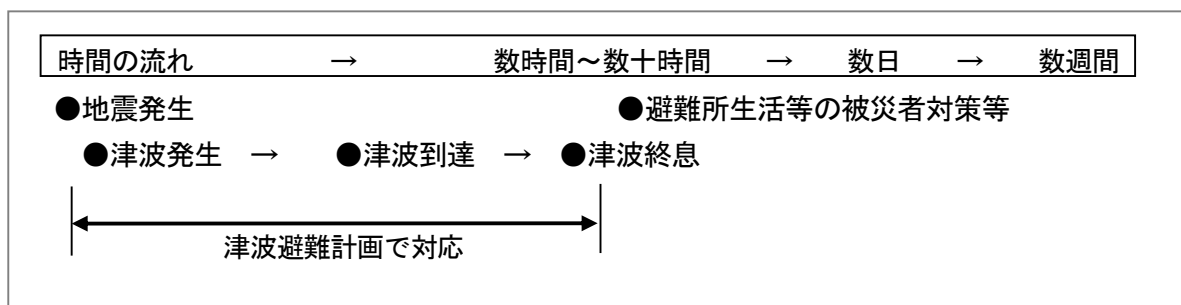 時間の流れ → 数時間~数十時間 → 数日 → 数週間
●地震発生 ●避難所生活等の被災者対策等
●津波発生 → ●津波到達 → ●津波終息
津波避難計画で対応